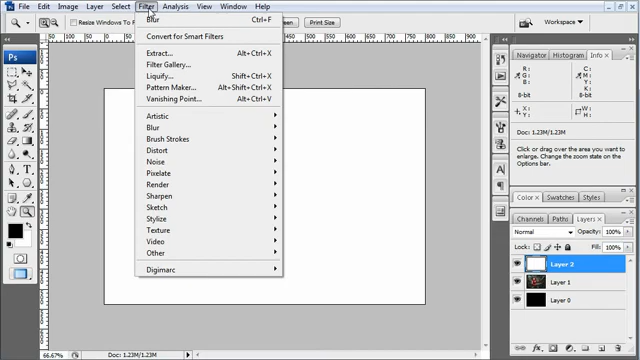 File Edit Image Layer Select Filter Analysis View Window Help
Resize Windows To F Screen Print Size Workspace
Blur Ctrl+F
Convert for Smart Filters
Extract... Alt+Ctrl+X
Filter Gallery...
Liquify... Shift+Ctrl+X
Pattern Maker... Alt+Shift+Ctrl+X
Vanishing Point... Alt+Ctrl+V
Artistic
Blur
Brush Strokes
Distort
Noise
Pixelate
Render
Sharpen
Sketch
Stylize
Texture
Video
Other
Digimarc
Ps
Navigator Histogram Info
R: C:
G: M:
B: Y:
K:
8-bit 8-bit
X: W:
Y: H:
Doc: 1.23M/1.23M
Click or drag over the area you want to
enlarge. Change the zoom state on the
Options bar.
Color Swatches Styles
Channels Paths Layers
Normal Opacity: 100%
Lock: Fill: 100%
Layer 2
Layer 1
Layer 0
66.67% Doc: 1.23M/1.23M